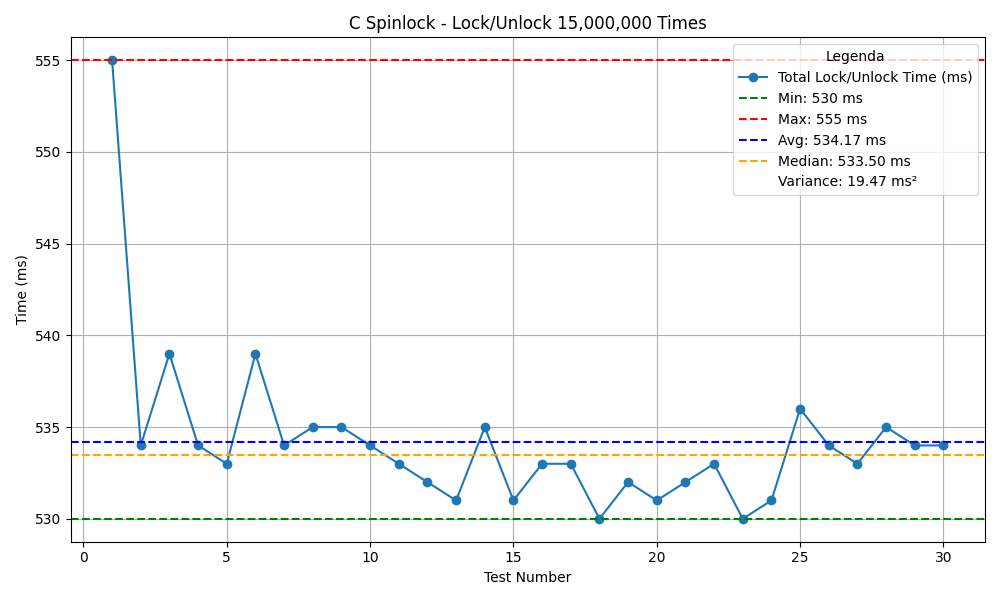 C Spinlock - Lock/Unlock 15,000,000 Times
Legenda
Total Lock/Unlock Time (ms)
Min: 530 ms
Max: 555 ms
Avg: 534.17 ms
Median: 533.50 ms
Variance: 19.47 ms²
Time (ms)
555
550
545
540
535
530
0 5 10 15 20 25 30
Test Number